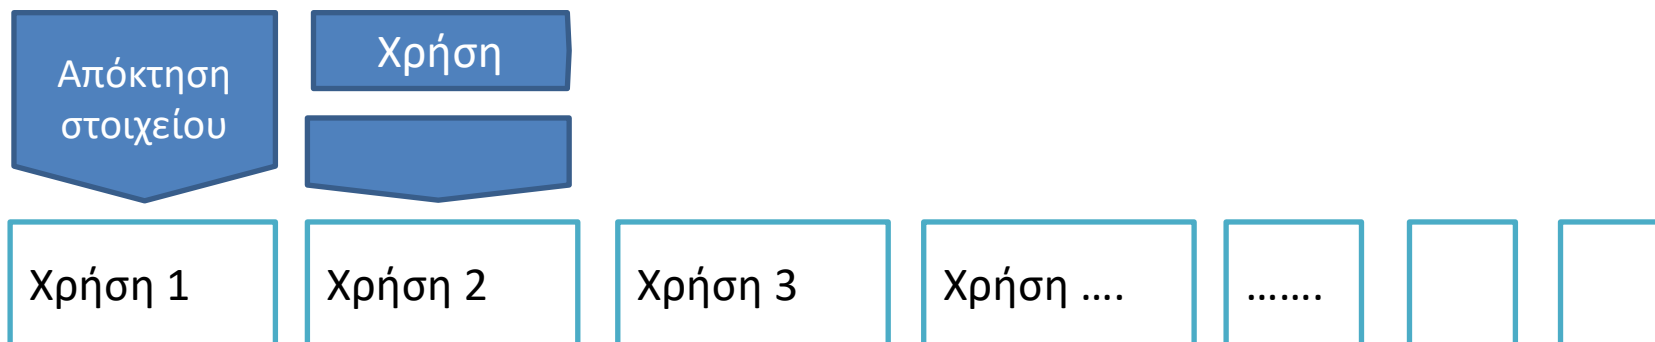 Απόκτηση
στοιχείου
Χρήση
Χρήση 1
Χρήση 2
Χρήση 3
Χρήση ....
.......